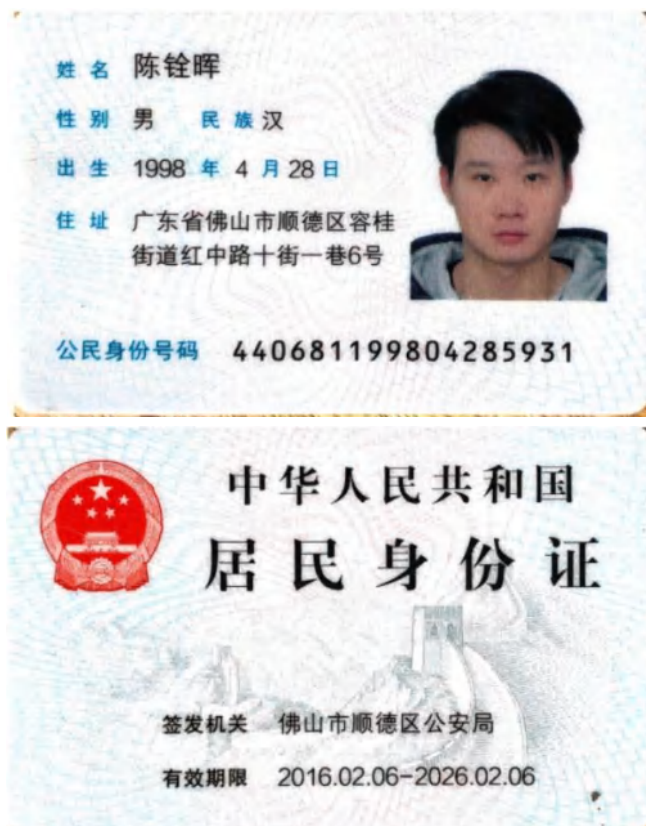 姓名 陈铨晖
性别 男 民族 汉
出生 1998 年 4 月 28 日
住址 广东省佛山市顺德区容桂
街道红中路十街一巷6号
公民身份号码 440681199804285931
中华人民共和国
居民身份证
签发机关 佛山市顺德区公安局
有效期限 2016.02.06-2026.02.06